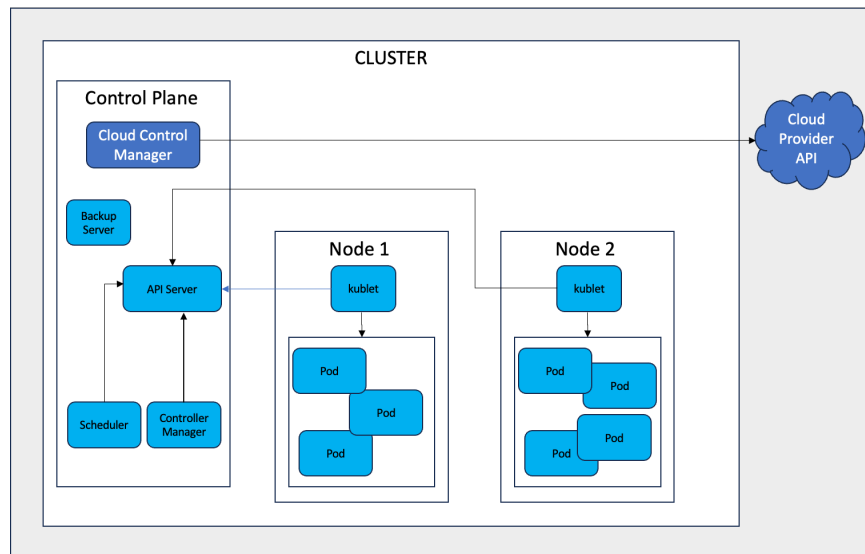 CLUSTER
Control Plane
Cloud Control
Manager
Cloud
Provider
API
Backup
Server
API Server
Scheduler
Controller
Manager
Node 1
kublet
Pod
Pod
Pod
Node 2
kublet
Pod
Pod
Pod
Pod